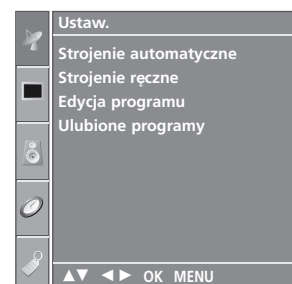 Ustaw.
Strojenie automatyczne
Strojenie ręczne
Edycja programu
Ulubione programy
▲▼ ◄► OK MENU